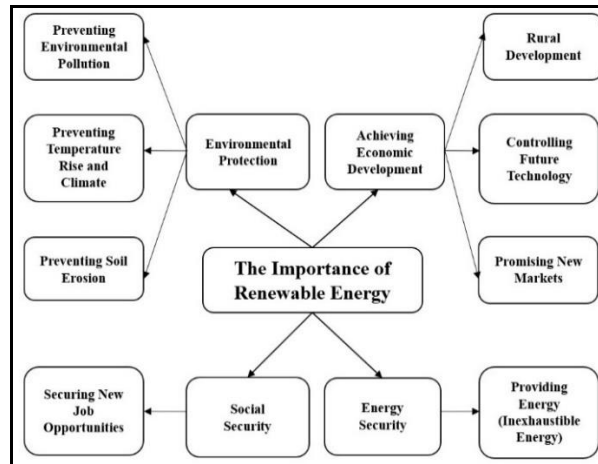 Preventing
Environmental
Pollution
Rural
Development
Preventing
Temperature
Rise and
Climate
Environmental
Protection
Achieving
Economic
Development
Controlling
Future
Technology
Preventing Soil
Erosion
The Importance of
Renewable Energy
Promising New
Markets
Securing New
Job
Opportunities
Social
Security
Energy
Security
Providing
Energy
(Inexhaustible
Energy)